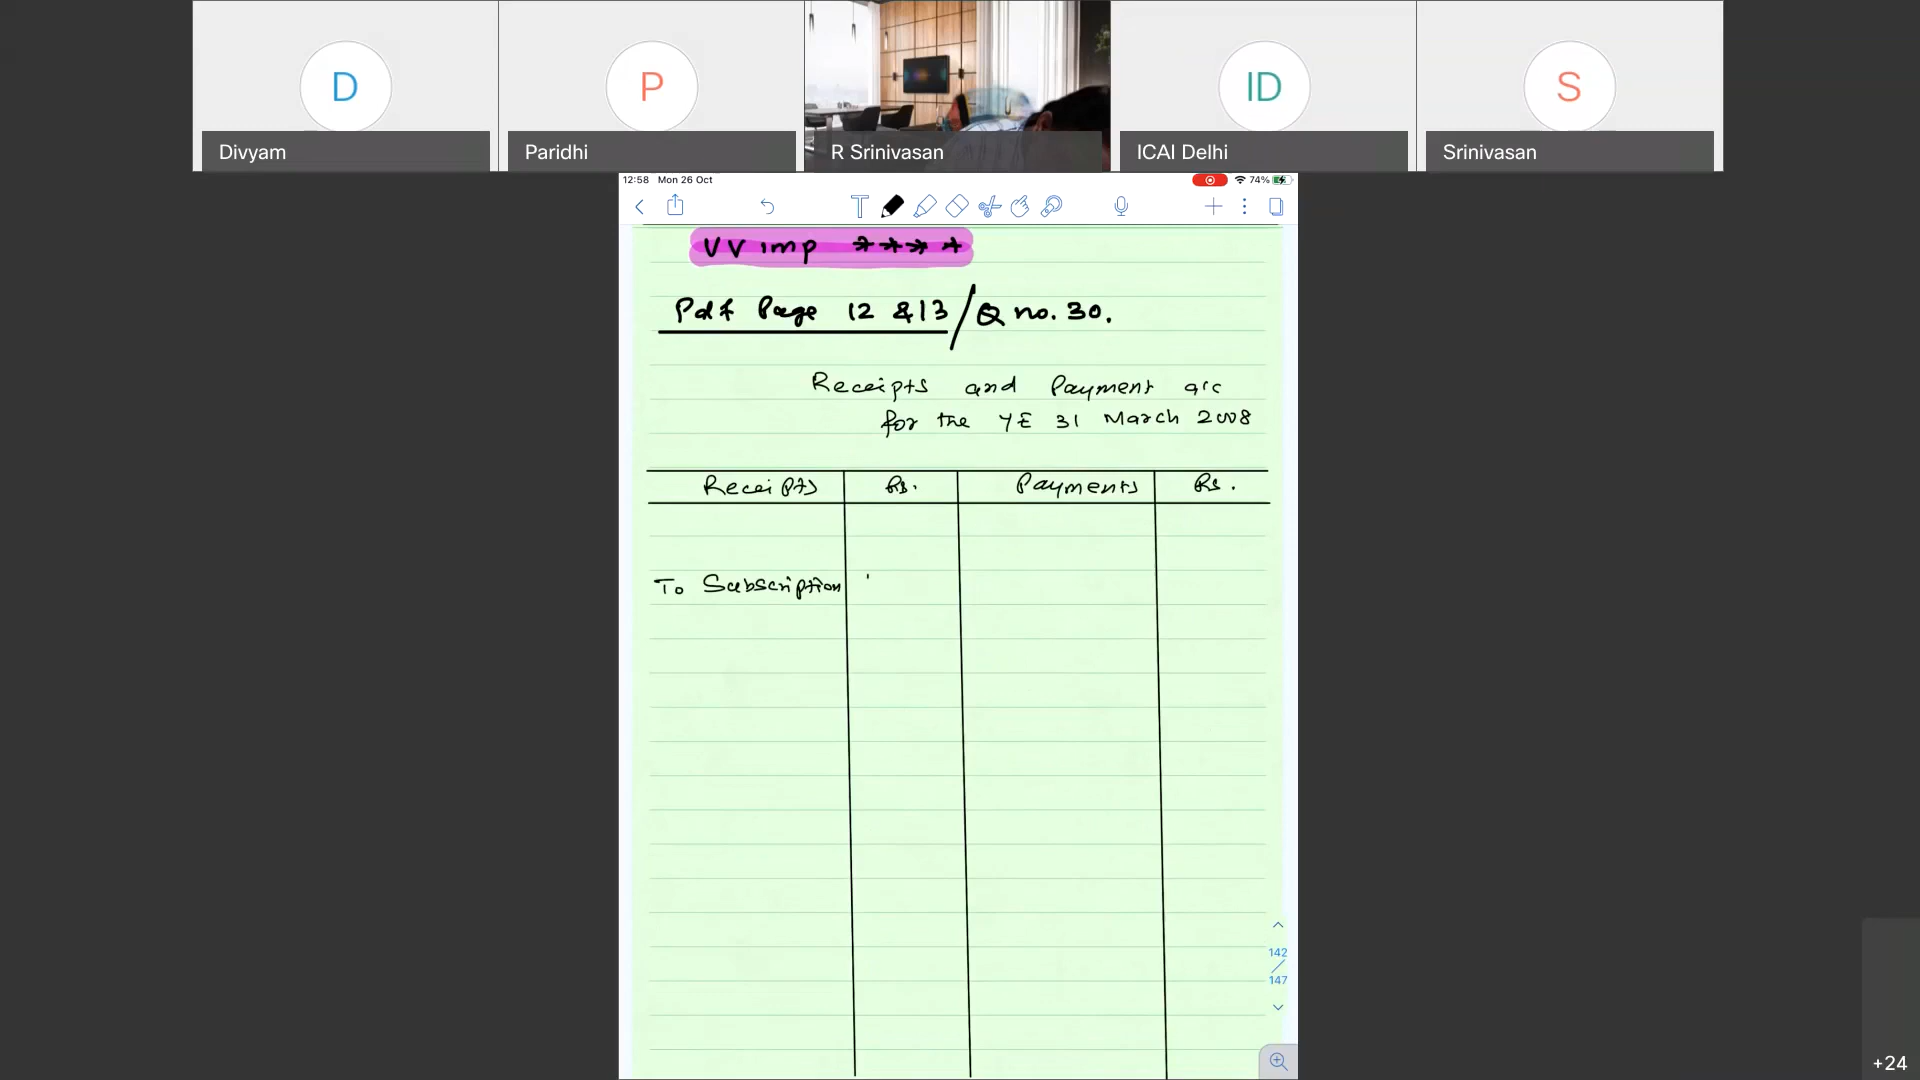 D
P
ID
S
Divyam
Paridhi
R Srinivasan
ICAI Delhi
Srinivasan
12:58 Mon 26 Oct
74%
VV imp ****
Pdf Page 12 &13 / Q no. 30.
Receipts and Payment a/c
for the YE 31 March 2008
Receipts Rs. Payments Rs.
To Subscription
142
147
+24